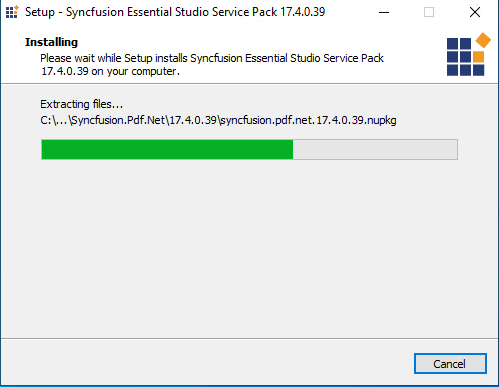 Setup - Syncfusion Essential Studio Service Pack 17.4.0.39
Installing
Please wait while Setup installs Syncfusion Essential Studio Service Pack
17.4.0.39 on your computer.
Extracting files...
C:\...\Syncfusion.Pdf.Net\17.4.0.39\syncfusion.pdf.net.17.4.0.39.nupkg
Cancel